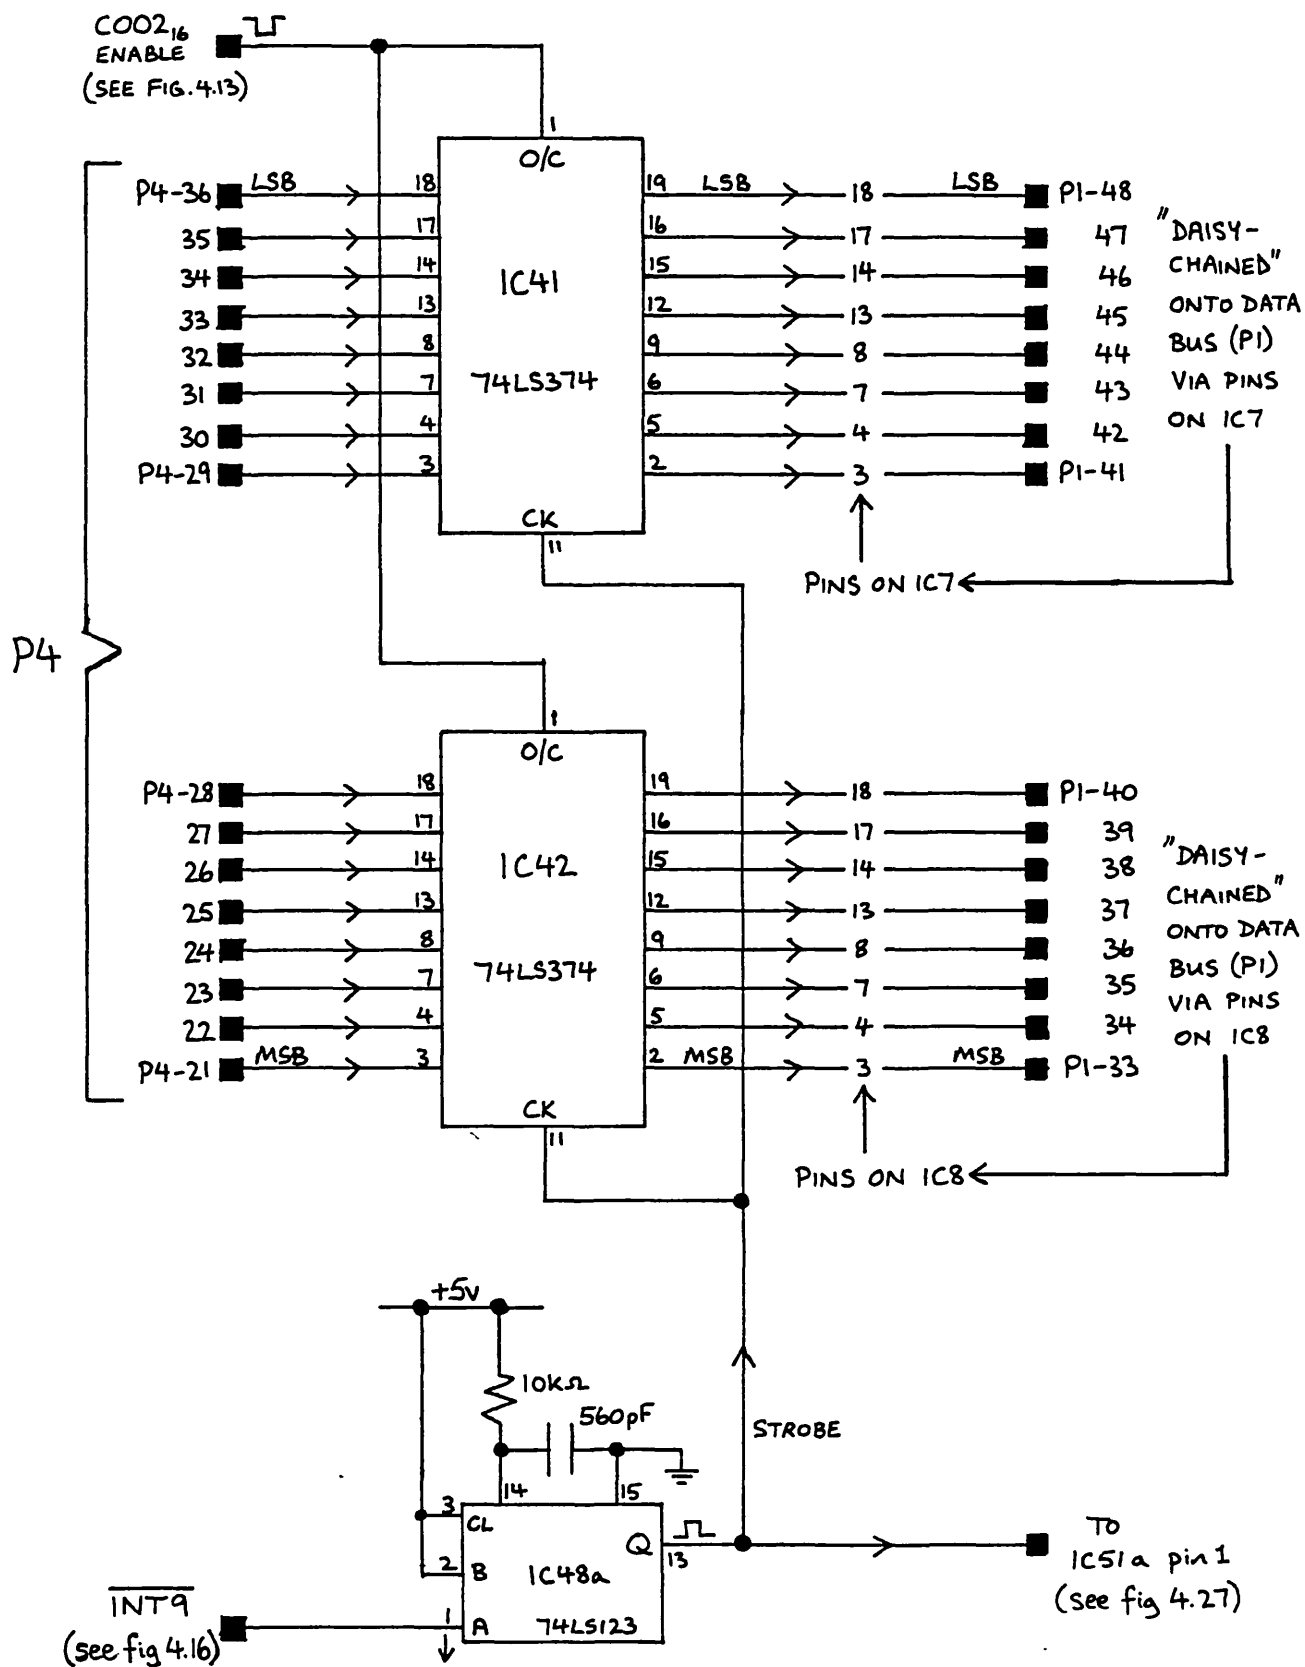 C002₁₆
ENABLE
(SEE FIG. 4.13)
1
O/C
P4-36 LSB 18 19 LSB 18 LSB P1-48
35 17 16 17 47
34 14 15 14 46
33 13 12 13 45
32 8 9 8 44
31 7 6 7 43
30 4 5 4 42
P4-29 3 2 3 P1-41
IC41
74LS374
CK
11
"DAISY-
CHAINED"
ONTO DATA
BUS (P1)
VIA PINS
ON IC7
PINS ON IC7
P4
1
O/C
P4-28 18 19 18 P1-40
27 17 16 17 39
26 14 15 14 38
25 13 12 13 37
24 8 9 8 36
23 7 6 7 35
22 4 5 4 34
P4-21 MSB 3 2 MSB 3 MSB P1-33
IC42
74LS374
CK
11
"DAISY-
CHAINED"
ONTO DATA
BUS (P1)
VIA PINS
ON IC8
PINS ON IC8
+5v
10KΩ
560pF
STROBE
14 15
3 CL
2 B
1 A
Q 13
IC48a
74LS123
INT9
(see fig 4.16)
TO
IC51a pin 1
(see fig 4.27)